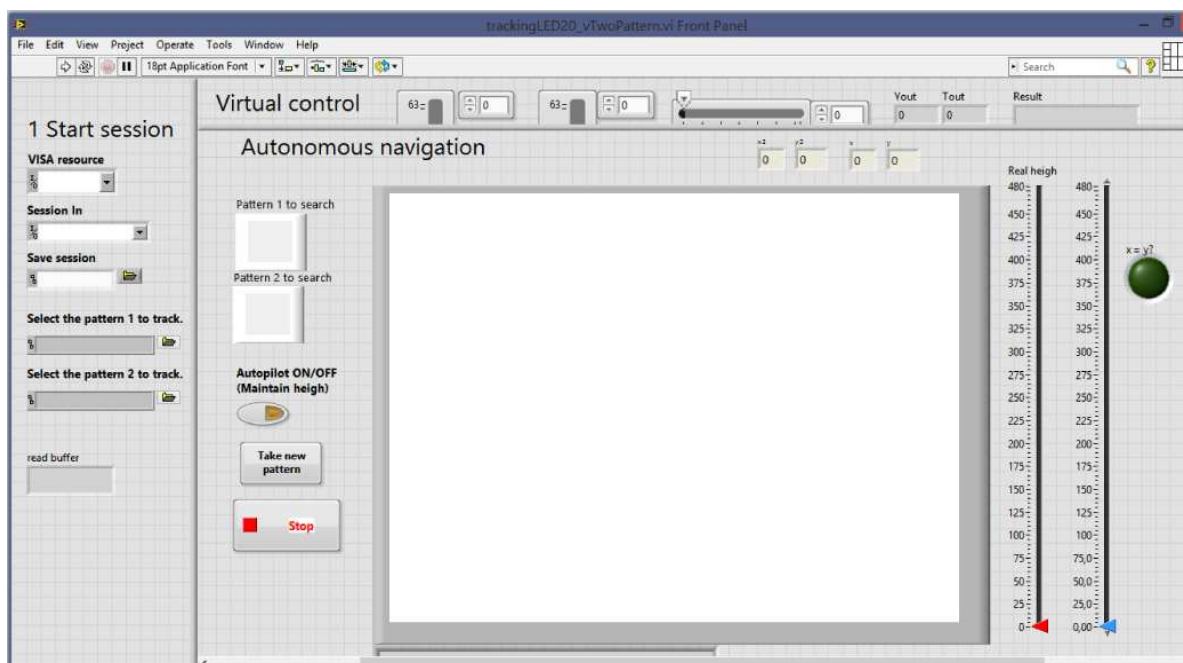 trackingLED20_vTwoPattern.vi Front Panel
File Edit View Project Operate Tools Window Help
18pt Application Font
Search
Virtual control
63=
0
63=
0
0
Yout
0
Tout
0
Result
1 Start session
VISA resource
Session In
Save session
Select the pattern 1 to track.
Select the pattern 2 to track.
read buffer
Autonomous navigation
0
0
x
0
y
0
Pattern 1 to search
Pattern 2 to search
Autopilot ON/OFF
(Maintain heigh)
Take new
pattern
Stop
Real heigh
480 480
450 450
425 425
400 400
375 375
350 350
325 325
300 300
275 275
250 250
225 225
200 200
175 175
150 150
125 125
100 100
75 75,0
50 50,0
25 25,0
0 0,00
x = y?